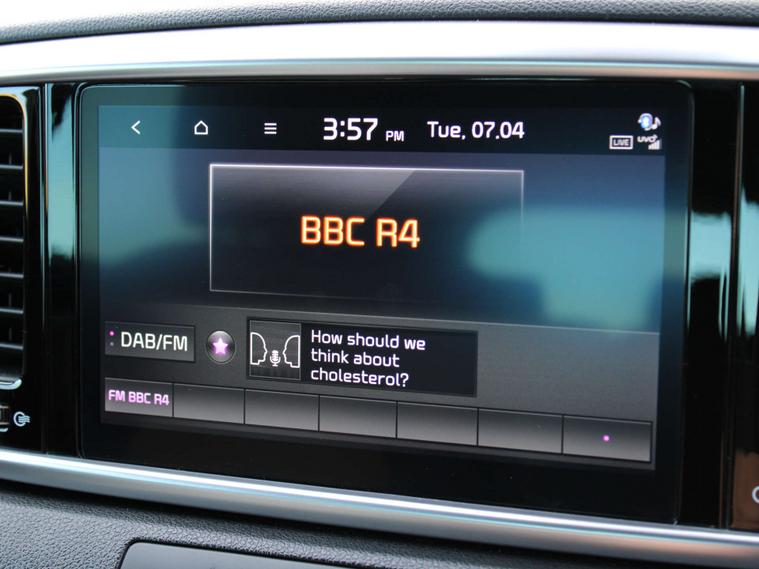 3:57 PM Tue, 07.04
LIVE uvo
BBC R4
DAB/FM
How should we
think about
cholesterol?
FM BBC R4